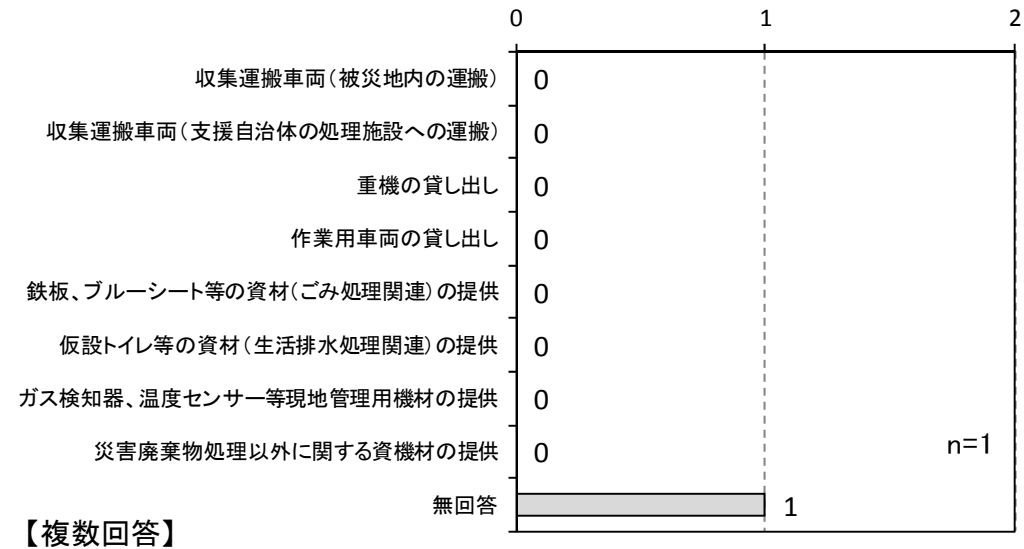 0 1 2
収集運搬車両（被災地内の運搬） 0
収集運搬車両（支援自治体の処理施設への運搬） 0
重機の貸し出し 0
作業用車両の貸し出し 0
鉄板、ブルーシート等の資材（ごみ処理関連）の提供 0
仮設トイレ等の資材（生活排水処理関連）の提供 0
ガス検知器、温度センサー等現地管理用機材の提供 0
災害廃棄物処理以外に関する資機材の提供 0
n=1
無回答 1
【複数回答】